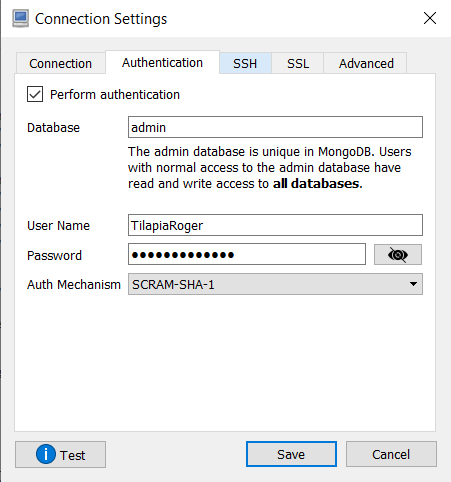 Connection Settings
Connection Authentication SSH SSL Advanced
Perform authentication
Database admin
The admin database is unique in MongoDB. Users
with normal access to the admin database have
read and write access to all databases.
User Name TilapiaRoger
Password ●●●●●●●●●●●●●
Auth Mechanism SCRAM-SHA-1
Test Save Cancel